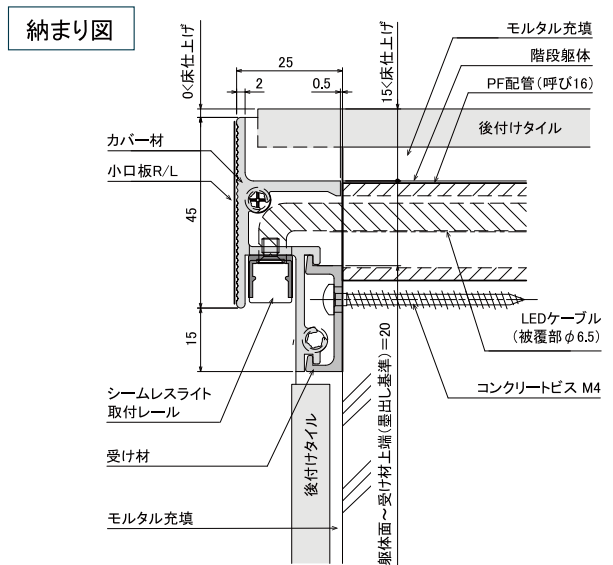 納まり図
0<床仕上げ
25
2
0.5
15<床仕上げ
モルタル充填
階段躯体
PF配管(呼び16)
後付けタイル
カバー材
小口板R/L
45
15
LEDケーブル
(被覆部φ6.5)
コンクリートビス M4
シームレスライト
取付レール
受け材
モルタル充填
後付けタイル
躯体面～受け材上端(墨出し基準)=20